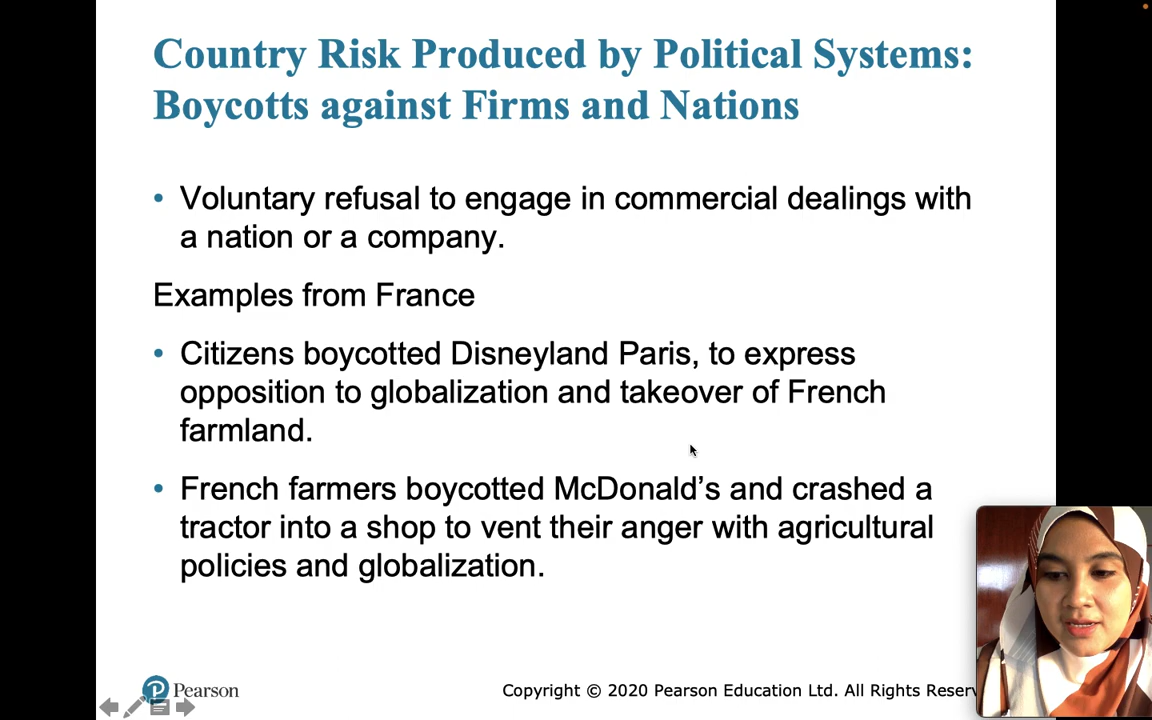 Country Risk Produced by Political Systems:
Boycotts against Firms and Nations
• Voluntary refusal to engage in commercial dealings with
a nation or a company.
Examples from France
• Citizens boycotted Disneyland Paris, to express
opposition to globalization and takeover of French
farmland.
• French farmers boycotted McDonald’s and crashed a
tractor into a shop to vent their anger with agricultural
policies and globalization.
P Pearson
Copyright © 2020 Pearson Education Ltd. All Rights Reserv